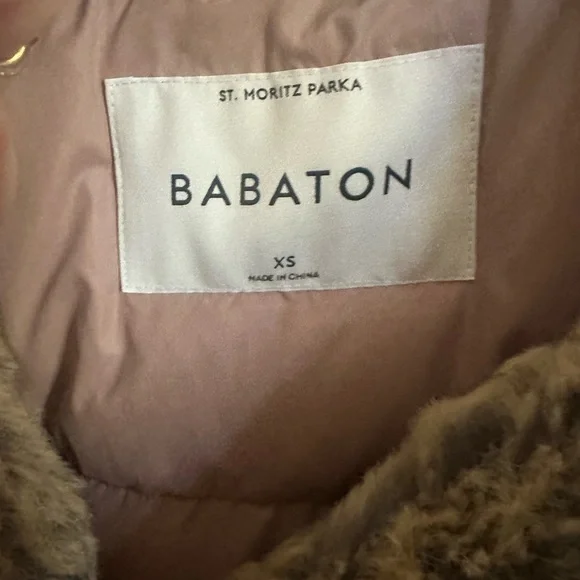 ST. MORITZ PARKA
BABATON
XS
MADE IN CHINA